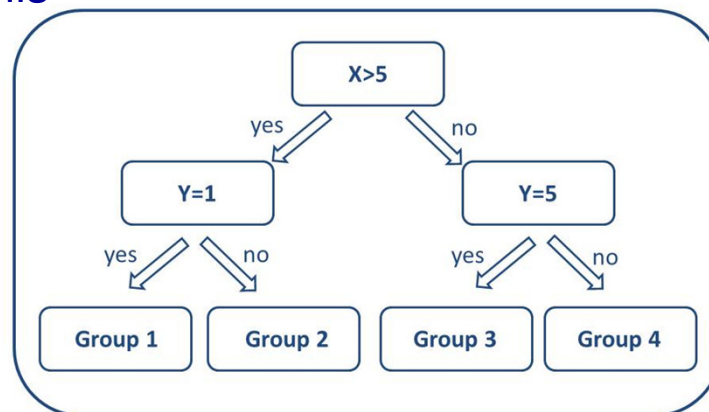 X>5
yes
no
Y=1
Y=5
yes
no
yes
no
Group 1
Group 2
Group 3
Group 4